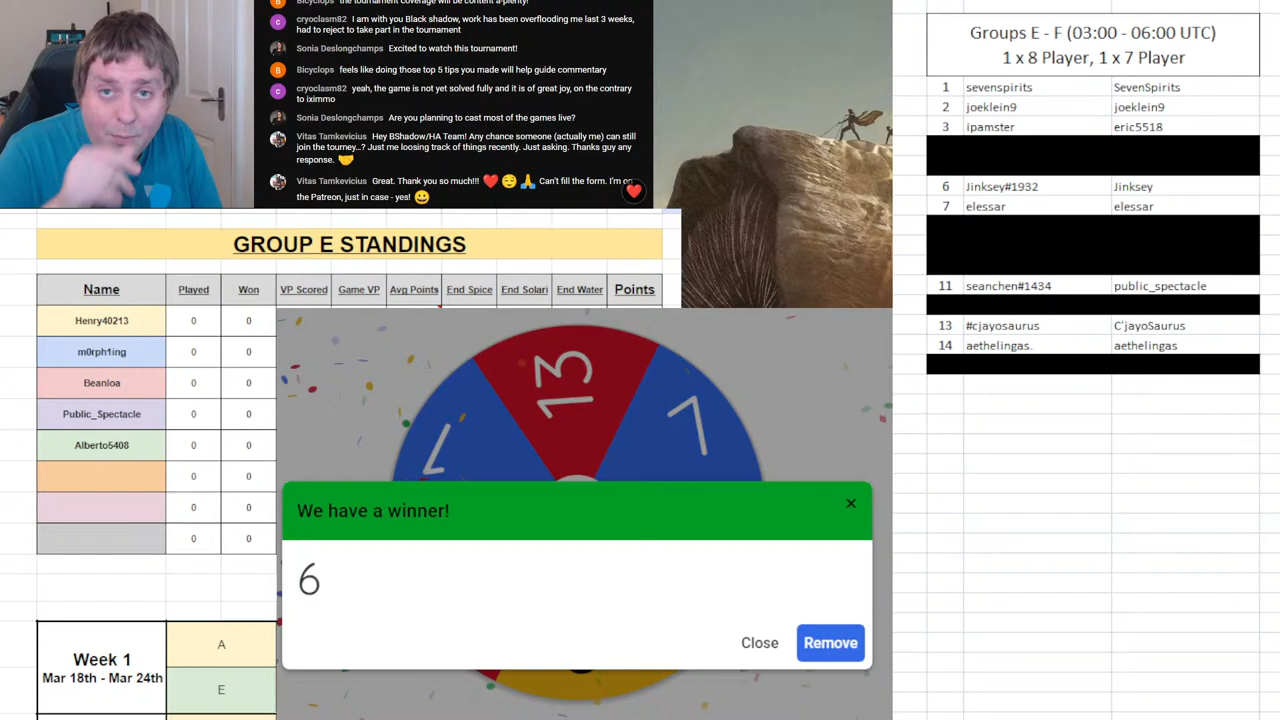 Bicyclops the tournament coverage will be content a-plenty!
cryoclasm82 I am with you Black shadow, work has been overflooding me last 3 weeks,
had to reject to take part in the tournament
Sonia Deslongchamps Excited to watch this tournament!
Bicyclops feels like doing those top 5 tips you made will help guide commentary
cryoclasm82 yeah, the game is not yet solved fully and it is of great joy, on the contrary
to iximmo
Sonia Deslongchamps Are you planning to cast most of the games live?
Vitas Tamkevicius Hey BShadow/HA Team! Any chance someone (actually me) can still
join the tourney..? Just me loosing track of things recently. Just asking. Thanks guy any
response. 🤝
Vitas Tamkevicius Great. Thank you so much!!! ❤️ 😌 🙏 Can't fill the form. I'm on
the Patreon, just in case - yes! 😀
GROUP E STANDINGS
Name Played Won VP Scored Game VP Avg Points End Spice End Solari End Water Points
Henry40213 0 0
m0rph1ing 0 0
Beanloa 0 0
Public_Spectacle 0 0
Alberto5408 0 0
0 0
0 0
0 0
Week 1
Mar 18th - Mar 24th
A
E
13
7
We have a winner! ×
6
Close Remove
Groups E - F (03:00 - 06:00 UTC)
1 x 8 Player, 1 x 7 Player
1 sevenspirits SevenSpirits
2 joeklein9 joeklein9
3 ipamster eric5518
6 Jinksey#1932 Jinksey
7 elessar elessar
11 seanchen#1434 public_spectacle
13 #cjayosaurus C'jayoSaurus
14 aethelingas. aethelingas